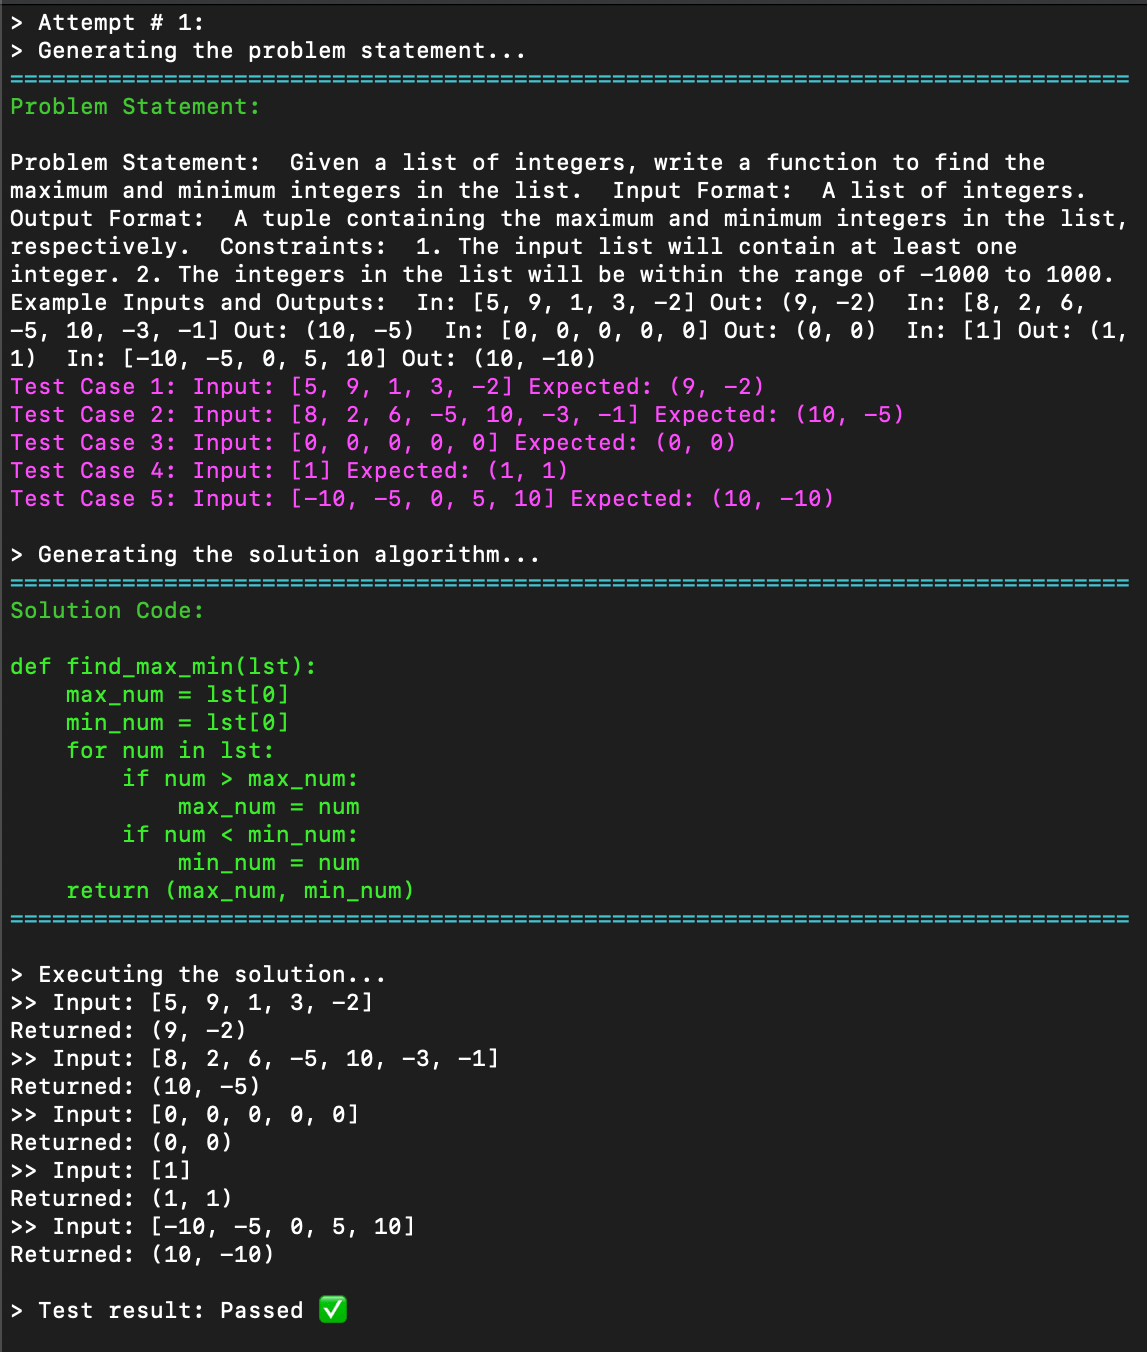 > Attempt # 1:
> Generating the problem statement...
================================================================================
Problem Statement:
Problem Statement:  Given a list of integers, write a function to find the
maximum and minimum integers in the list.  Input Format:  A list of integers.
Output Format:  A tuple containing the maximum and minimum integers in the list,
respectively.  Constraints:  1. The input list will contain at least one
integer. 2. The integers in the list will be within the range of -1000 to 1000.
Example Inputs and Outputs:  In: [5, 9, 1, 3, -2] Out: (9, -2)  In: [8, 2, 6,
-5, 10, -3, -1] Out: (10, -5)  In: [0, 0, 0, 0, 0] Out: (0, 0)  In: [1] Out: (1,
1)  In: [-10, -5, 0, 5, 10] Out: (10, -10)
Test Case 1: Input: [5, 9, 1, 3, -2] Expected: (9, -2)
Test Case 2: Input: [8, 2, 6, -5, 10, -3, -1] Expected: (10, -5)
Test Case 3: Input: [0, 0, 0, 0, 0] Expected: (0, 0)
Test Case 4: Input: [1] Expected: (1, 1)
Test Case 5: Input: [-10, -5, 0, 5, 10] Expected: (10, -10)
> Generating the solution algorithm...
================================================================================
Solution Code:
def find_max_min(lst):
    max_num = lst[0]
    min_num = lst[0]
    for num in lst:
        if num > max_num:
            max_num = num
        if num < min_num:
            min_num = num
    return (max_num, min_num)
================================================================================
> Executing the solution...
>> Input: [5, 9, 1, 3, -2]
Returned: (9, -2)
>> Input: [8, 2, 6, -5, 10, -3, -1]
Returned: (10, -5)
>> Input: [0, 0, 0, 0, 0]
Returned: (0, 0)
>> Input: [1]
Returned: (1, 1)
>> Input: [-10, -5, 0, 5, 10]
Returned: (10, -10)
> Test result: Passed ✅